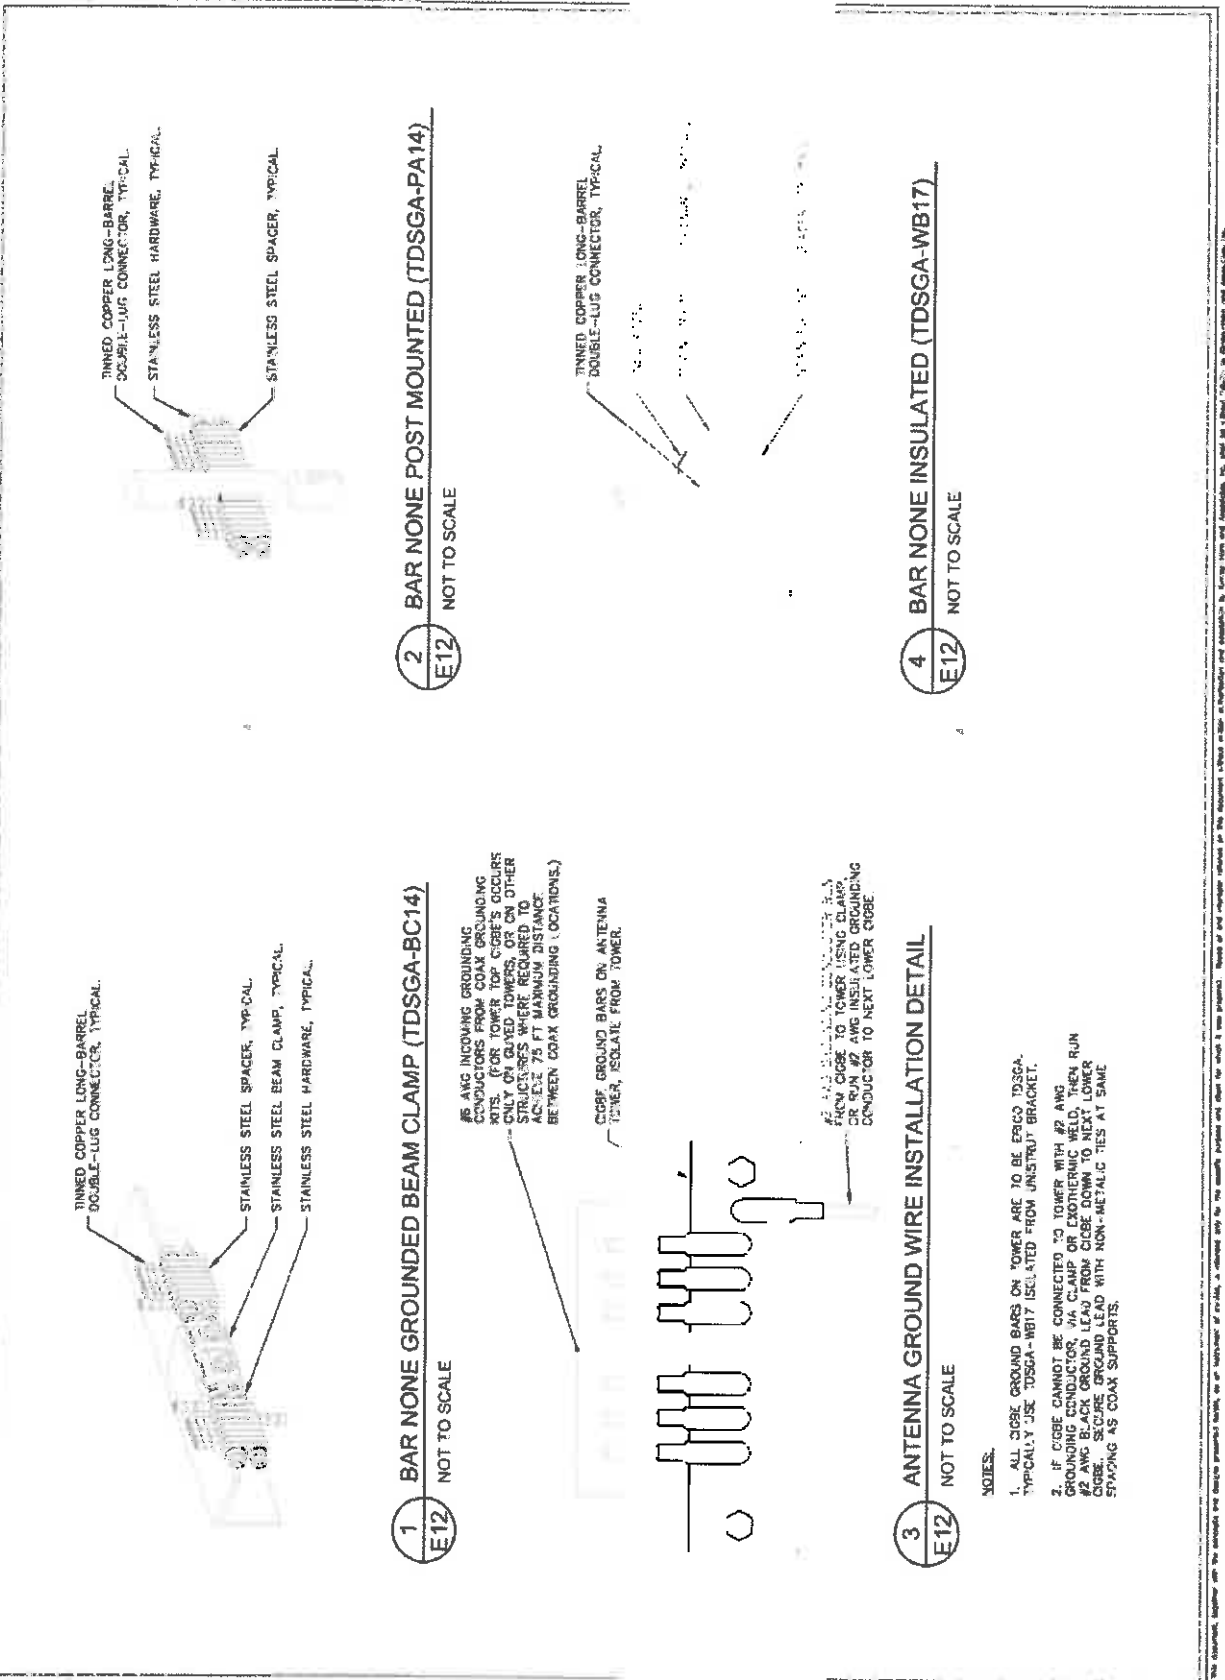 TINNED COPPER LONG-BARREL
DOUBLE-LUG CONNECTOR, TYPICAL.
STAINLESS STEEL SPACER, TYPICAL.
STAINLESS STEEL BEAM CLAMP, TYPICAL.
STAINLESS STEEL HARDWARE, TYPICAL.
1
E12
BAR NONE GROUNDED BEAM CLAMP (TDSGA-BC14)
NOT TO SCALE
TINNED COPPER LONG-BARREL
DOUBLE-LUG CONNECTOR, TYPICAL.
STAINLESS STEEL HARDWARE, TYPICAL.
STAINLESS STEEL SPACER, TYPICAL.
2
E12
BAR NONE POST MOUNTED (TDSGA-PA14)
NOT TO SCALE
#6 AWG INCOMING GROUNDING
CONDUCTORS FROM COAX GROUNDING
KITS. (FOR TOWER TOP CIGBE'S OCCURS
ONLY ON GUYED TOWERS, OR ON OTHER
STRUCTURES WHERE REQUIRED TO
ACHIEVE 75 FT MAXIMUM DISTANCE
BETWEEN COAX GROUNDING LOCATIONS.)
CIGBE GROUND BARS ON ANTENNA
TOWER, ISOLATE FROM TOWER.
FROM CIGBE TO TOWER USING CLAMP,
OR RUN #2 AWG INSULATED GROUNDING
CONDUCTOR TO NEXT LOWER CIGBE.
3
E12
ANTENNA GROUND WIRE INSTALLATION DETAIL
NOT TO SCALE
NOTES:
1. ALL CIGBE GROUND BARS ON TOWER ARE TO BE ERICO TDSGA.
TYPICALLY USE TDSGA-WB17 ISOLATED FROM UNISTRUT BRACKET.
2. IF CIGBE CANNOT BE CONNECTED TO TOWER WITH #2 AWG
GROUNDING CONDUCTOR, VIA CLAMP OR EXOTHERMIC WELD, THEN RUN
#2 AWG BLACK GROUND LEAD FROM CIGBE DOWN TO NEXT LOWER
CIGBE. SECURE GROUND LEAD WITH NON-METALIC TIES AT SAME
SPACING AS COAX SUPPORTS.
TINNED COPPER LONG-BARREL
DOUBLE-LUG CONNECTOR, TYPICAL.
4
E12
BAR NONE INSULATED (TDSGA-WB17)
NOT TO SCALE